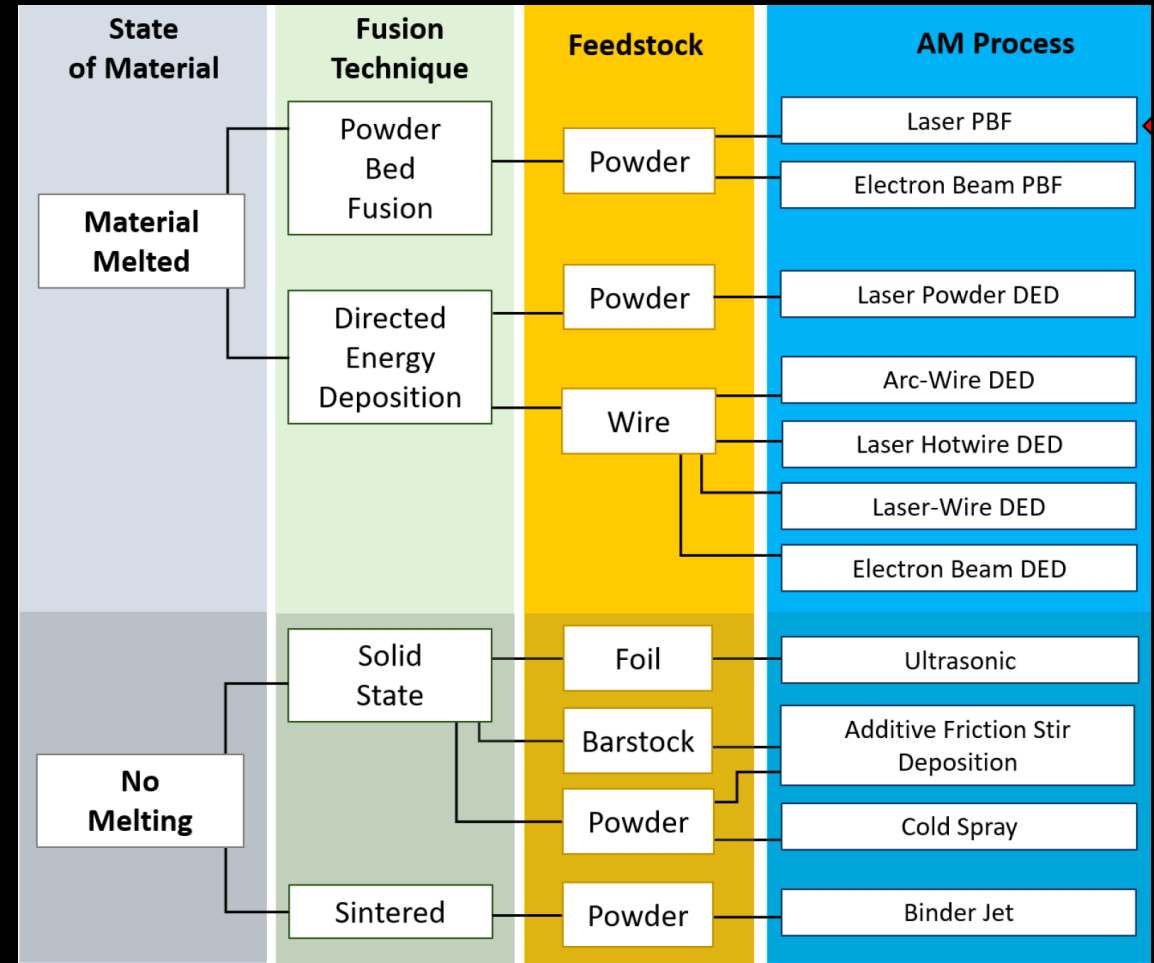 State
of Material
Fusion
Technique
Feedstock
AM Process
Material
Melted
Powder
Bed
Fusion
Powder
Laser PBF
Electron Beam PBF
Directed
Energy
Deposition
Powder
Laser Powder DED
Wire
Arc-Wire DED
Laser Hotwire DED
Laser-Wire DED
Electron Beam DED
No
Melting
Solid
State
Foil
Ultrasonic
Barstock
Additive Friction Stir
Deposition
Powder
Cold Spray
Sintered
Powder
Binder Jet